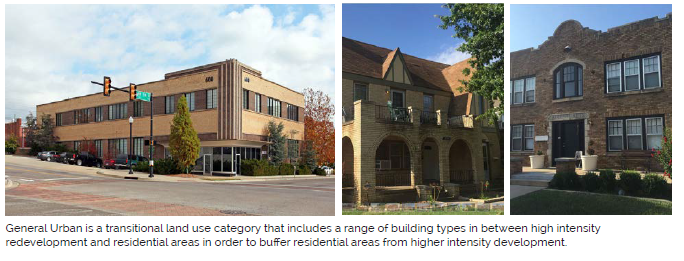 General Urban is a transitional land use category that includes a range of building types in between high intensity
redevelopment and residential areas in order to buffer residential areas from higher intensity development.